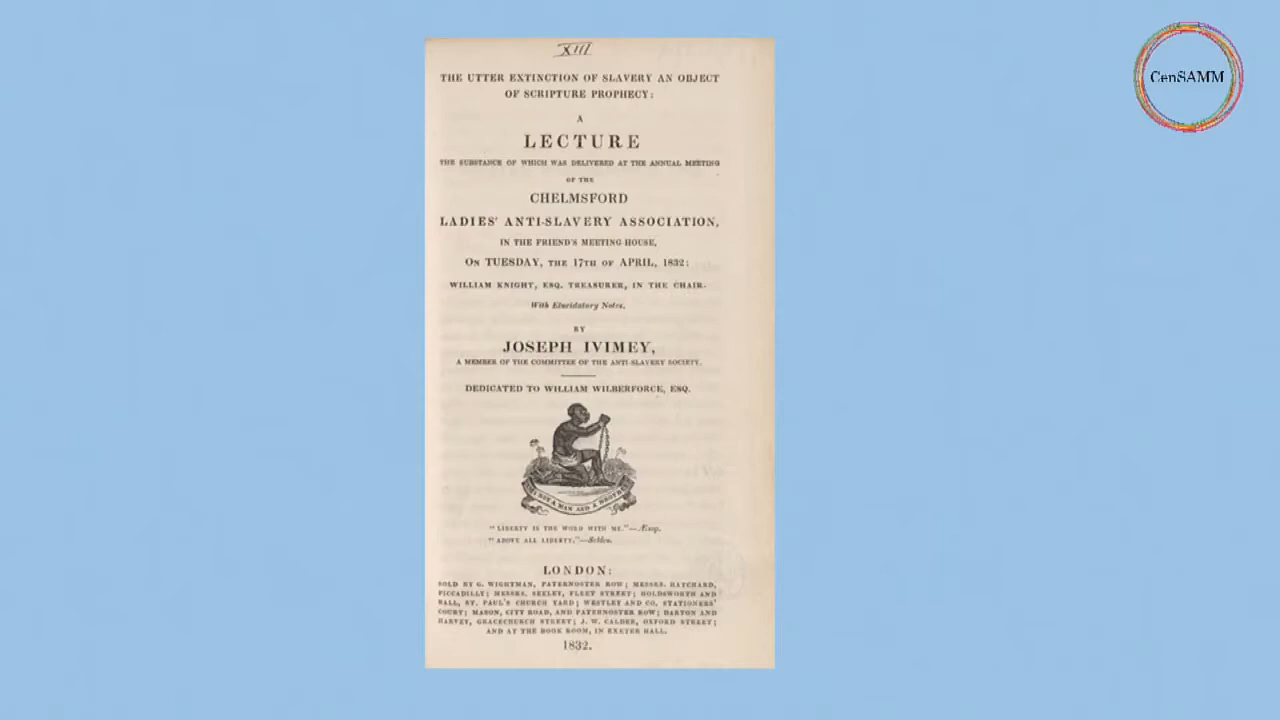 XIII
THE UTTER EXTINCTION OF SLAVERY AN OBJECT
OF SCRIPTURE PROPHECY:
A
LECTURE
THE SUBSTANCE OF WHICH WAS DELIVERED AT THE ANNUAL MEETING
OF THE
CHELMSFORD
LADIES' ANTI-SLAVERY ASSOCIATION,
IN THE FRIEND'S MEETING-HOUSE,
ON TUESDAY, THE 17TH OF APRIL, 1832:
WILLIAM KNIGHT, ESQ. TREASURER, IN THE CHAIR.
With Elucidatory Notes.
BY
JOSEPH IVIMEY,
A MEMBER OF THE COMMITTEE OF THE ANTI-SLAVERY SOCIETY.
DEDICATED TO WILLIAM WILBERFORCE, ESQ.
NOT A MAN AND A BROTHER
"LIBERTY IS THE WORD WITH ME."—Æsop.
"ABOVE ALL LIBERTY."—Selden.
LONDON:
SOLD BY G. WIGHTMAN, PATERNOSTER ROW; MESSRS. HATCHARD,
PICCADILLY; MESSRS. SEELEY, FLEET STREET; HOLDSWORTH AND
BALL, ST. PAUL'S CHURCH YARD; WESTLEY AND CO. STATIONERS'
COURT; MASON, CITY ROAD, AND PATERNOSTER ROW; DARTON AND
HARVEY, GRACECHURCH STREET; J. W. CALDER, OXFORD STREET;
AND AT THE BOOK ROOM, IN EXETER HALL.
1832.
CenSAMM